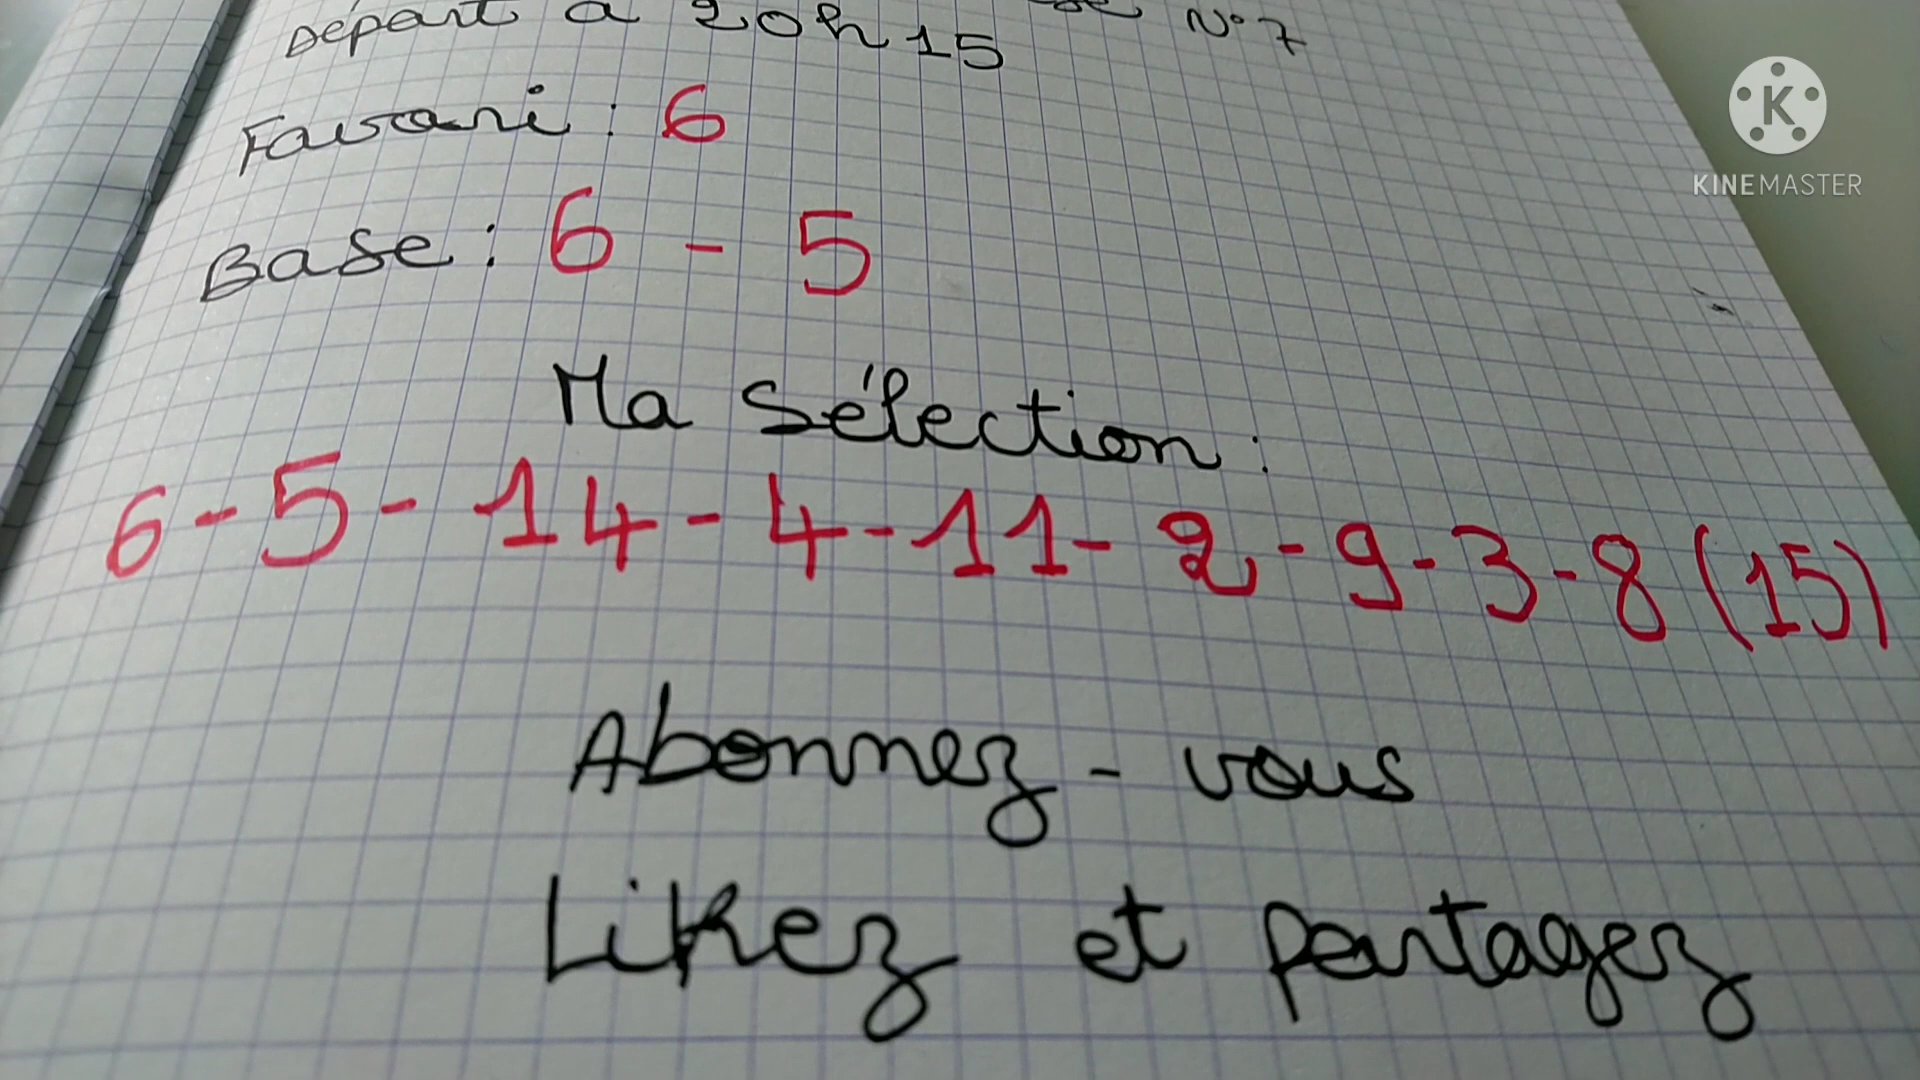 Départ à 20h15 N°7
Favori : 6
Base : 6 - 5
Ma Sélection :
6 - 5 - 14 - 4 - 11 - 2 - 9 - 3 - 8 (15)
Abonnez - vous
Likez et partagez
K
KINEMASTER